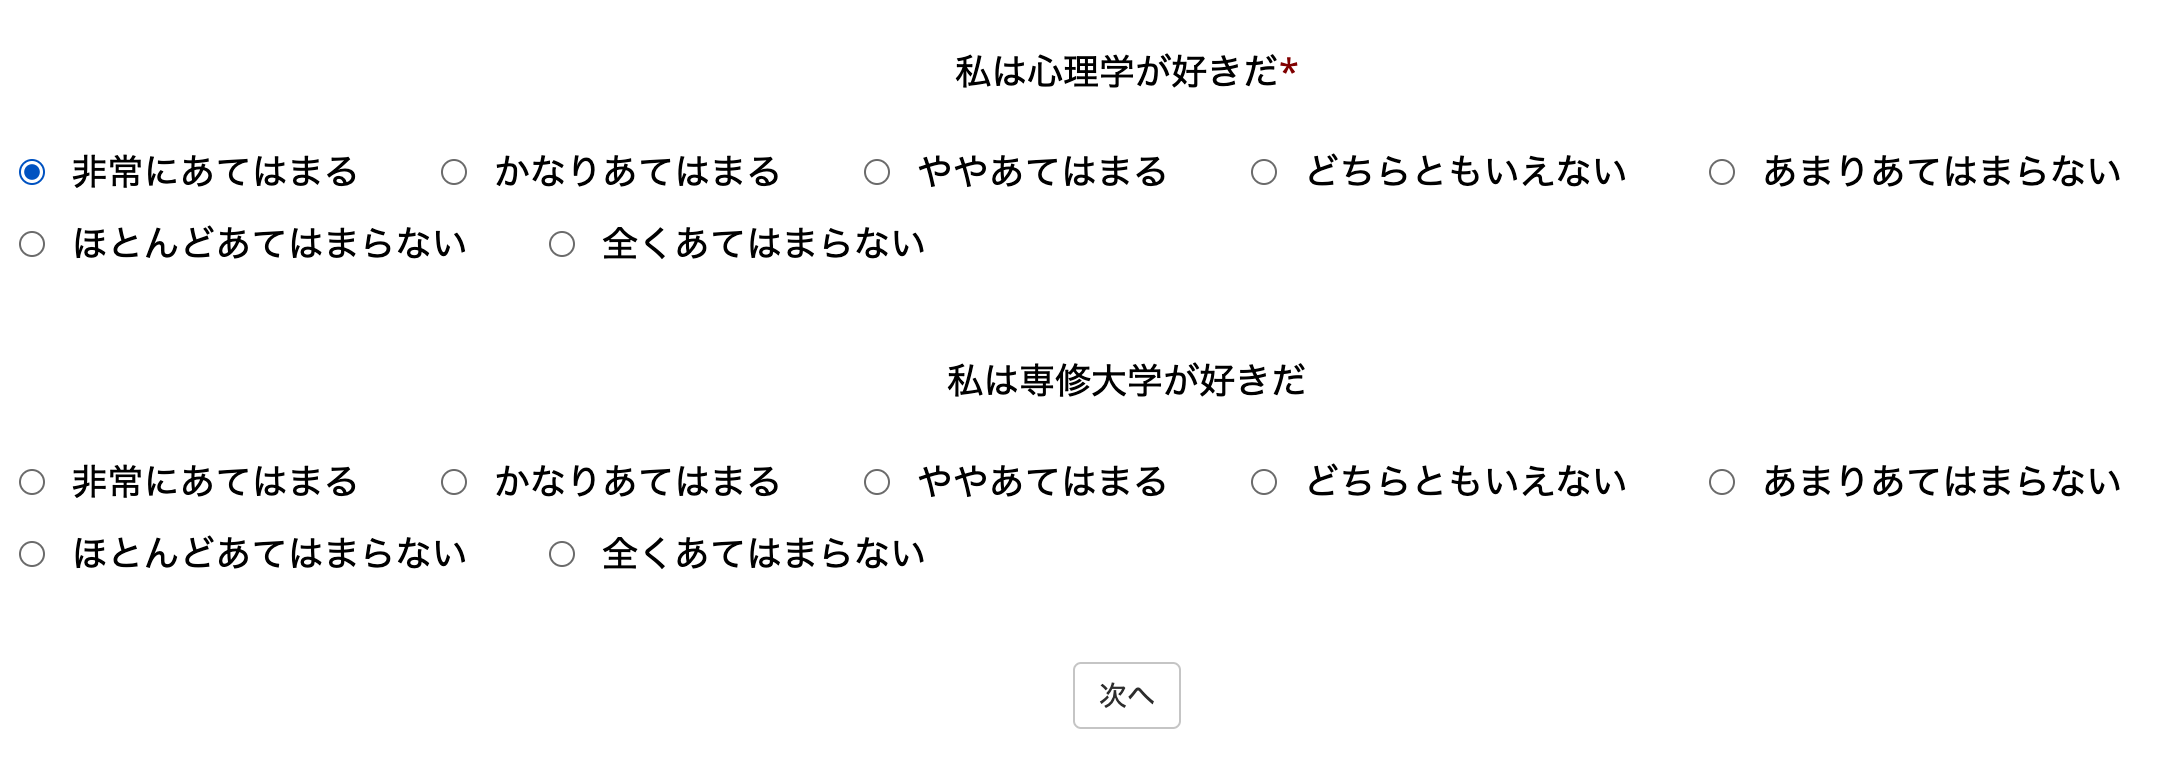 私は心理学が好きだ*
非常にあてはまる かなりあてはまる ややあてはまる どちらともいえない あまりあてはまらない
ほとんどあてはまらない 全くあてはまらない
私は専修大学が好きだ
非常にあてはまる かなりあてはまる ややあてはまる どちらともいえない あまりあてはまらない
ほとんどあてはまらない 全くあてはまらない
次へ